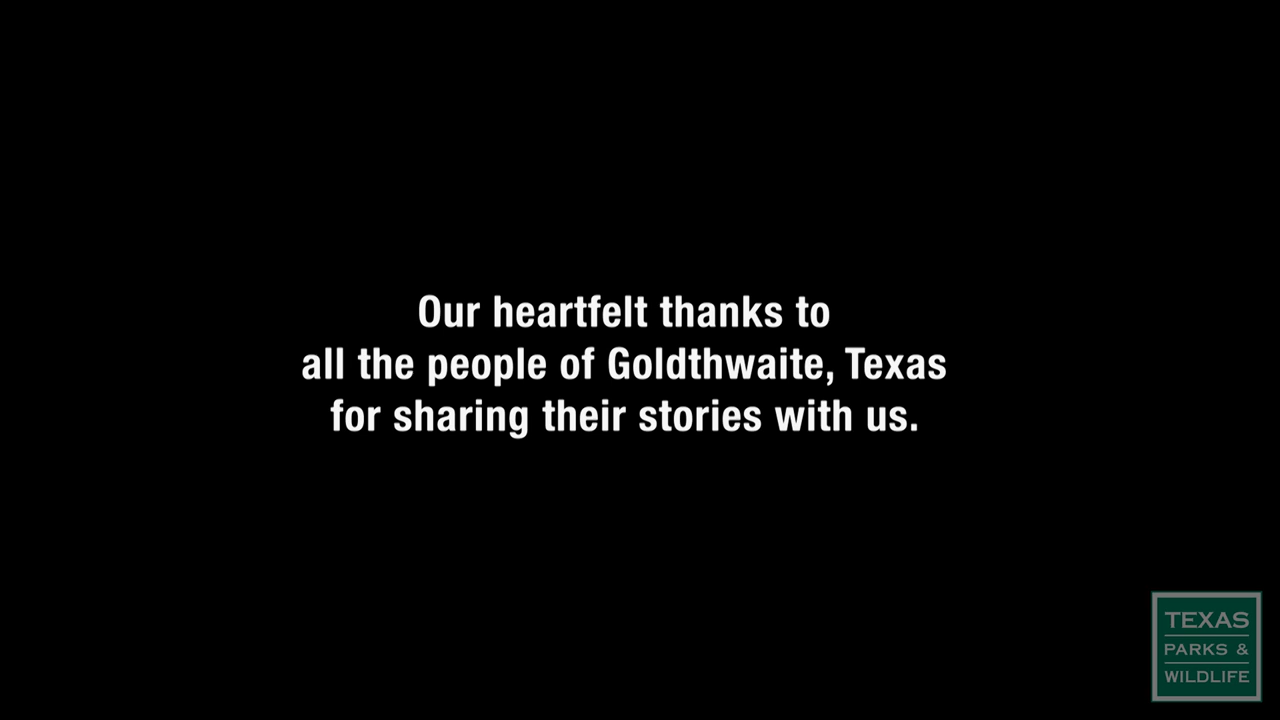 Our heartfelt thanks to
all the people of Goldthwaite, Texas
for sharing their stories with us.
TEXAS
PARKS &
WILDLIFE